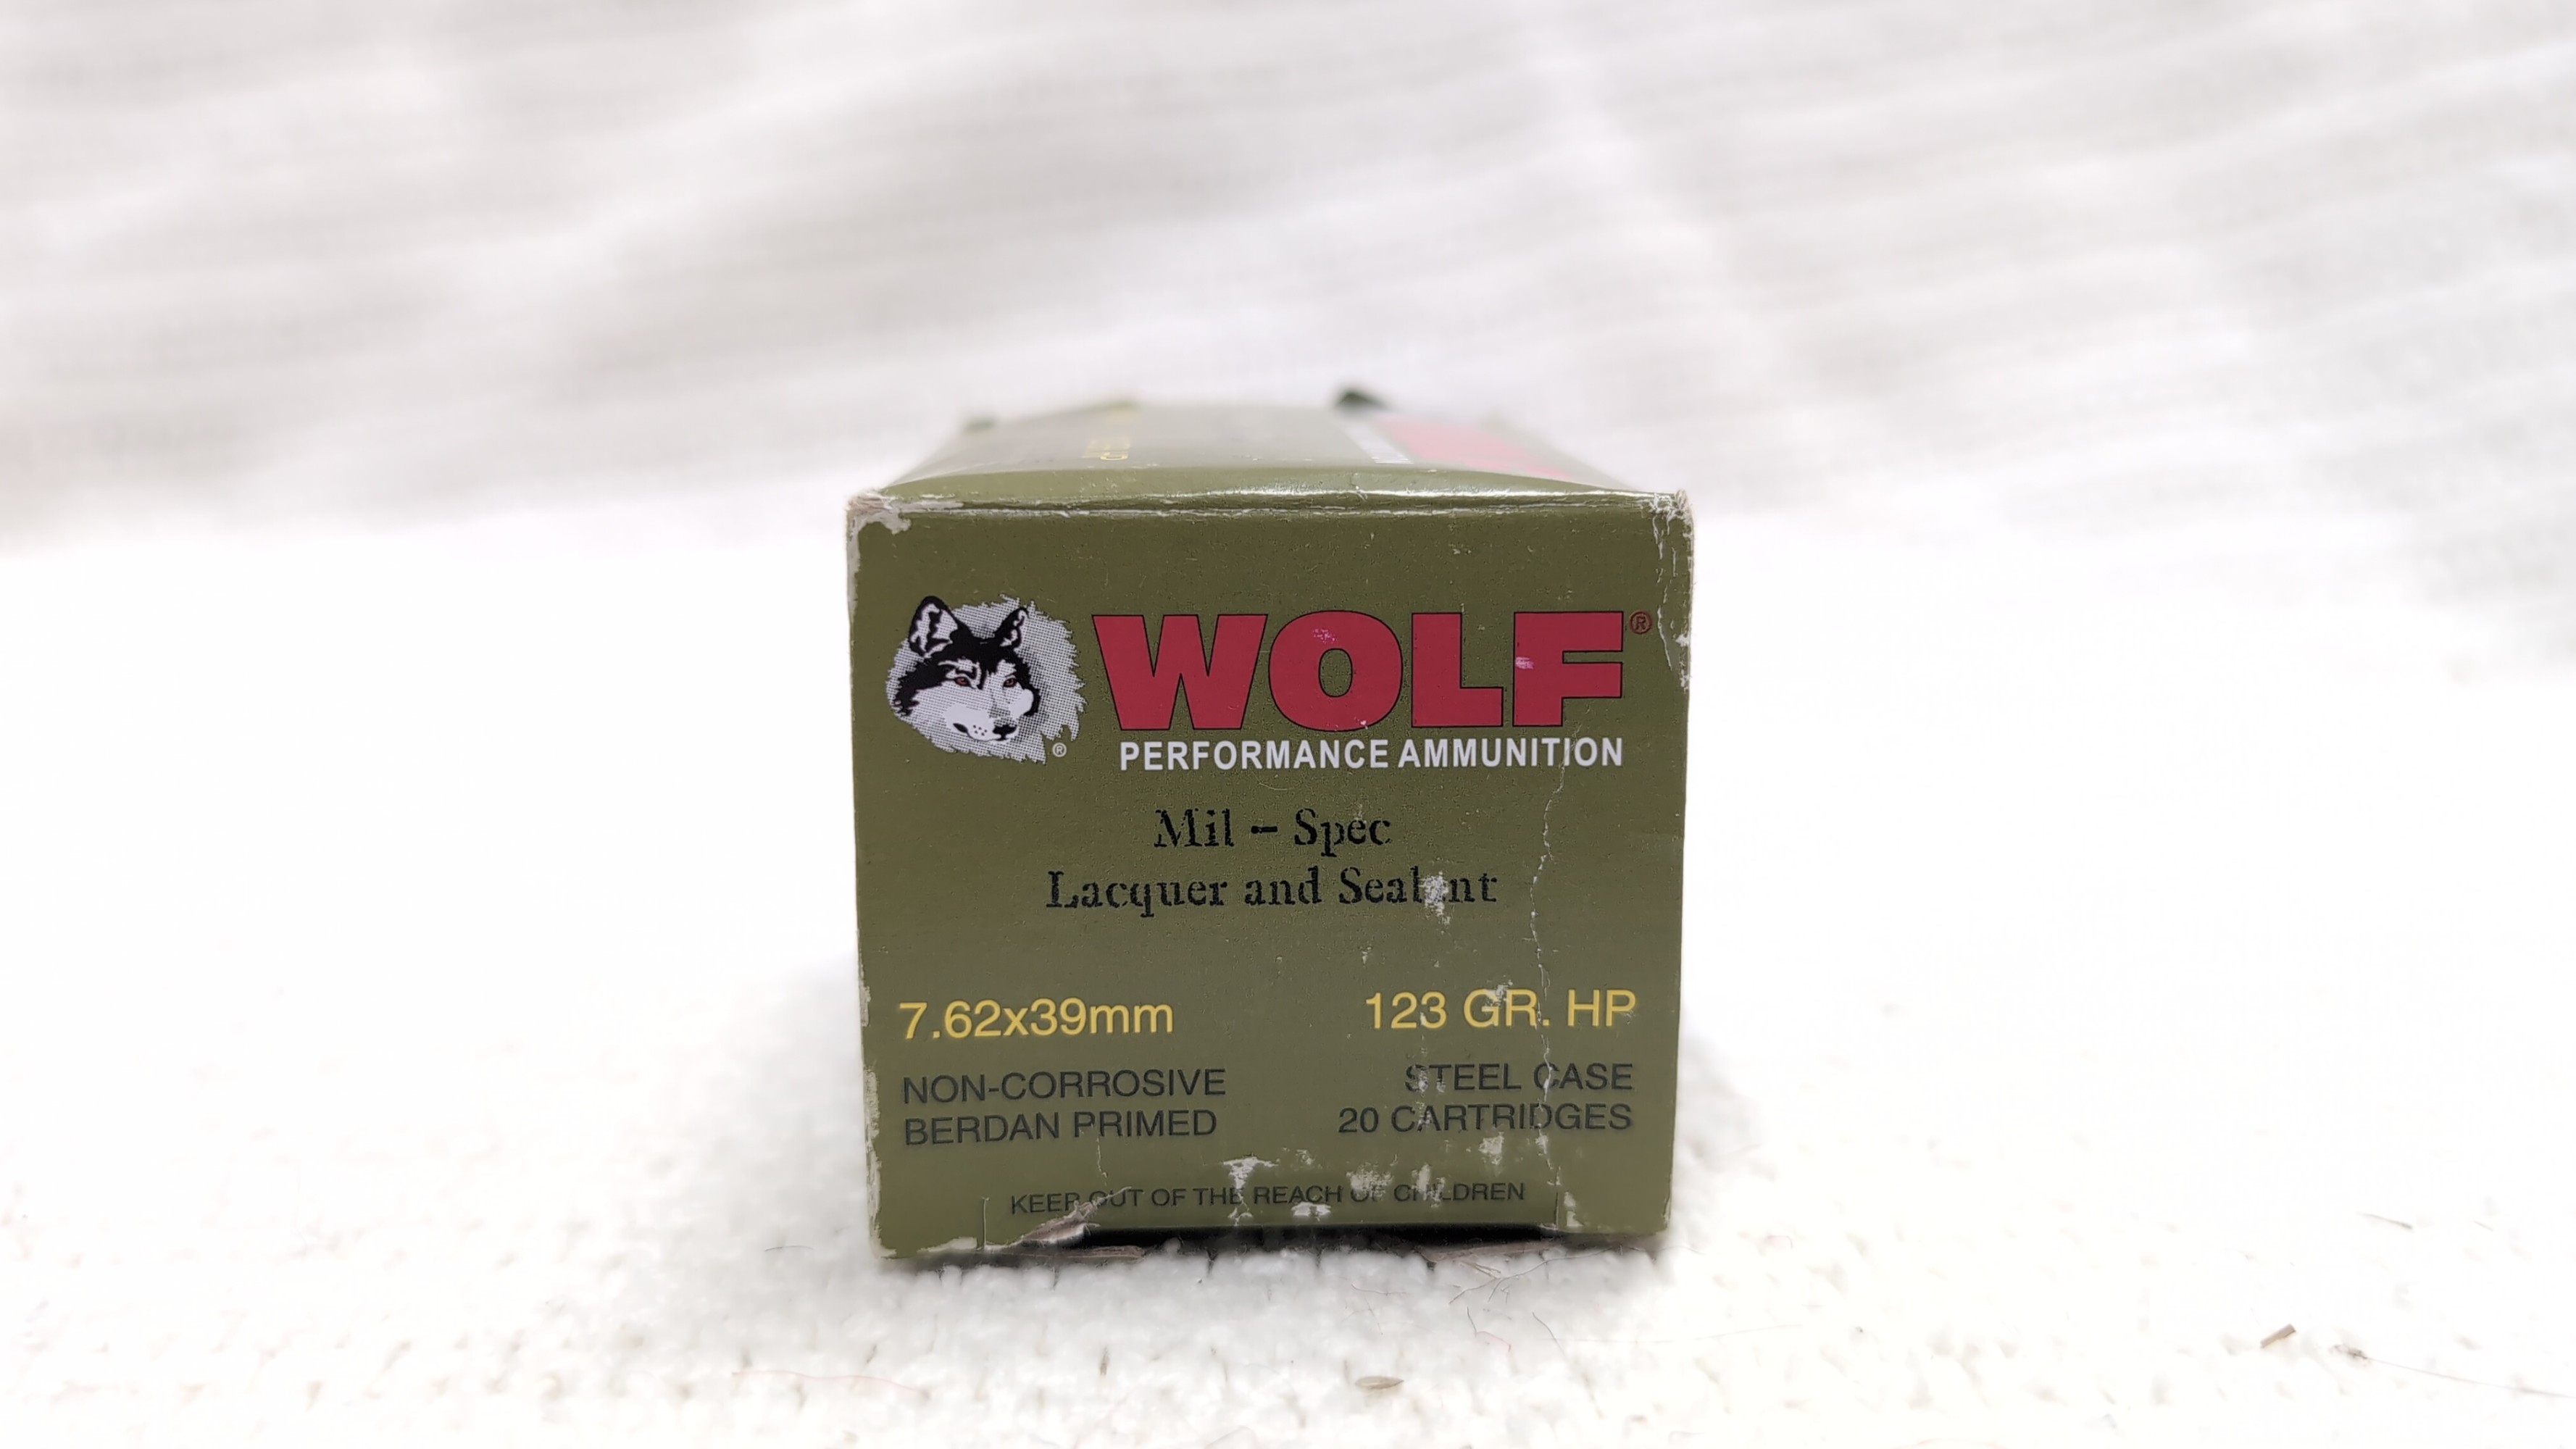 WOLF®
®
PERFORMANCE AMMUNITION
Mil – Spec
Lacquer and Sealant
7.62x39mm
123 GR. HP
NON-CORROSIVE
BERDAN PRIMED
STEEL CASE
20 CARTRIDGES
KEEP OUT OF THE REACH OF CHILDREN